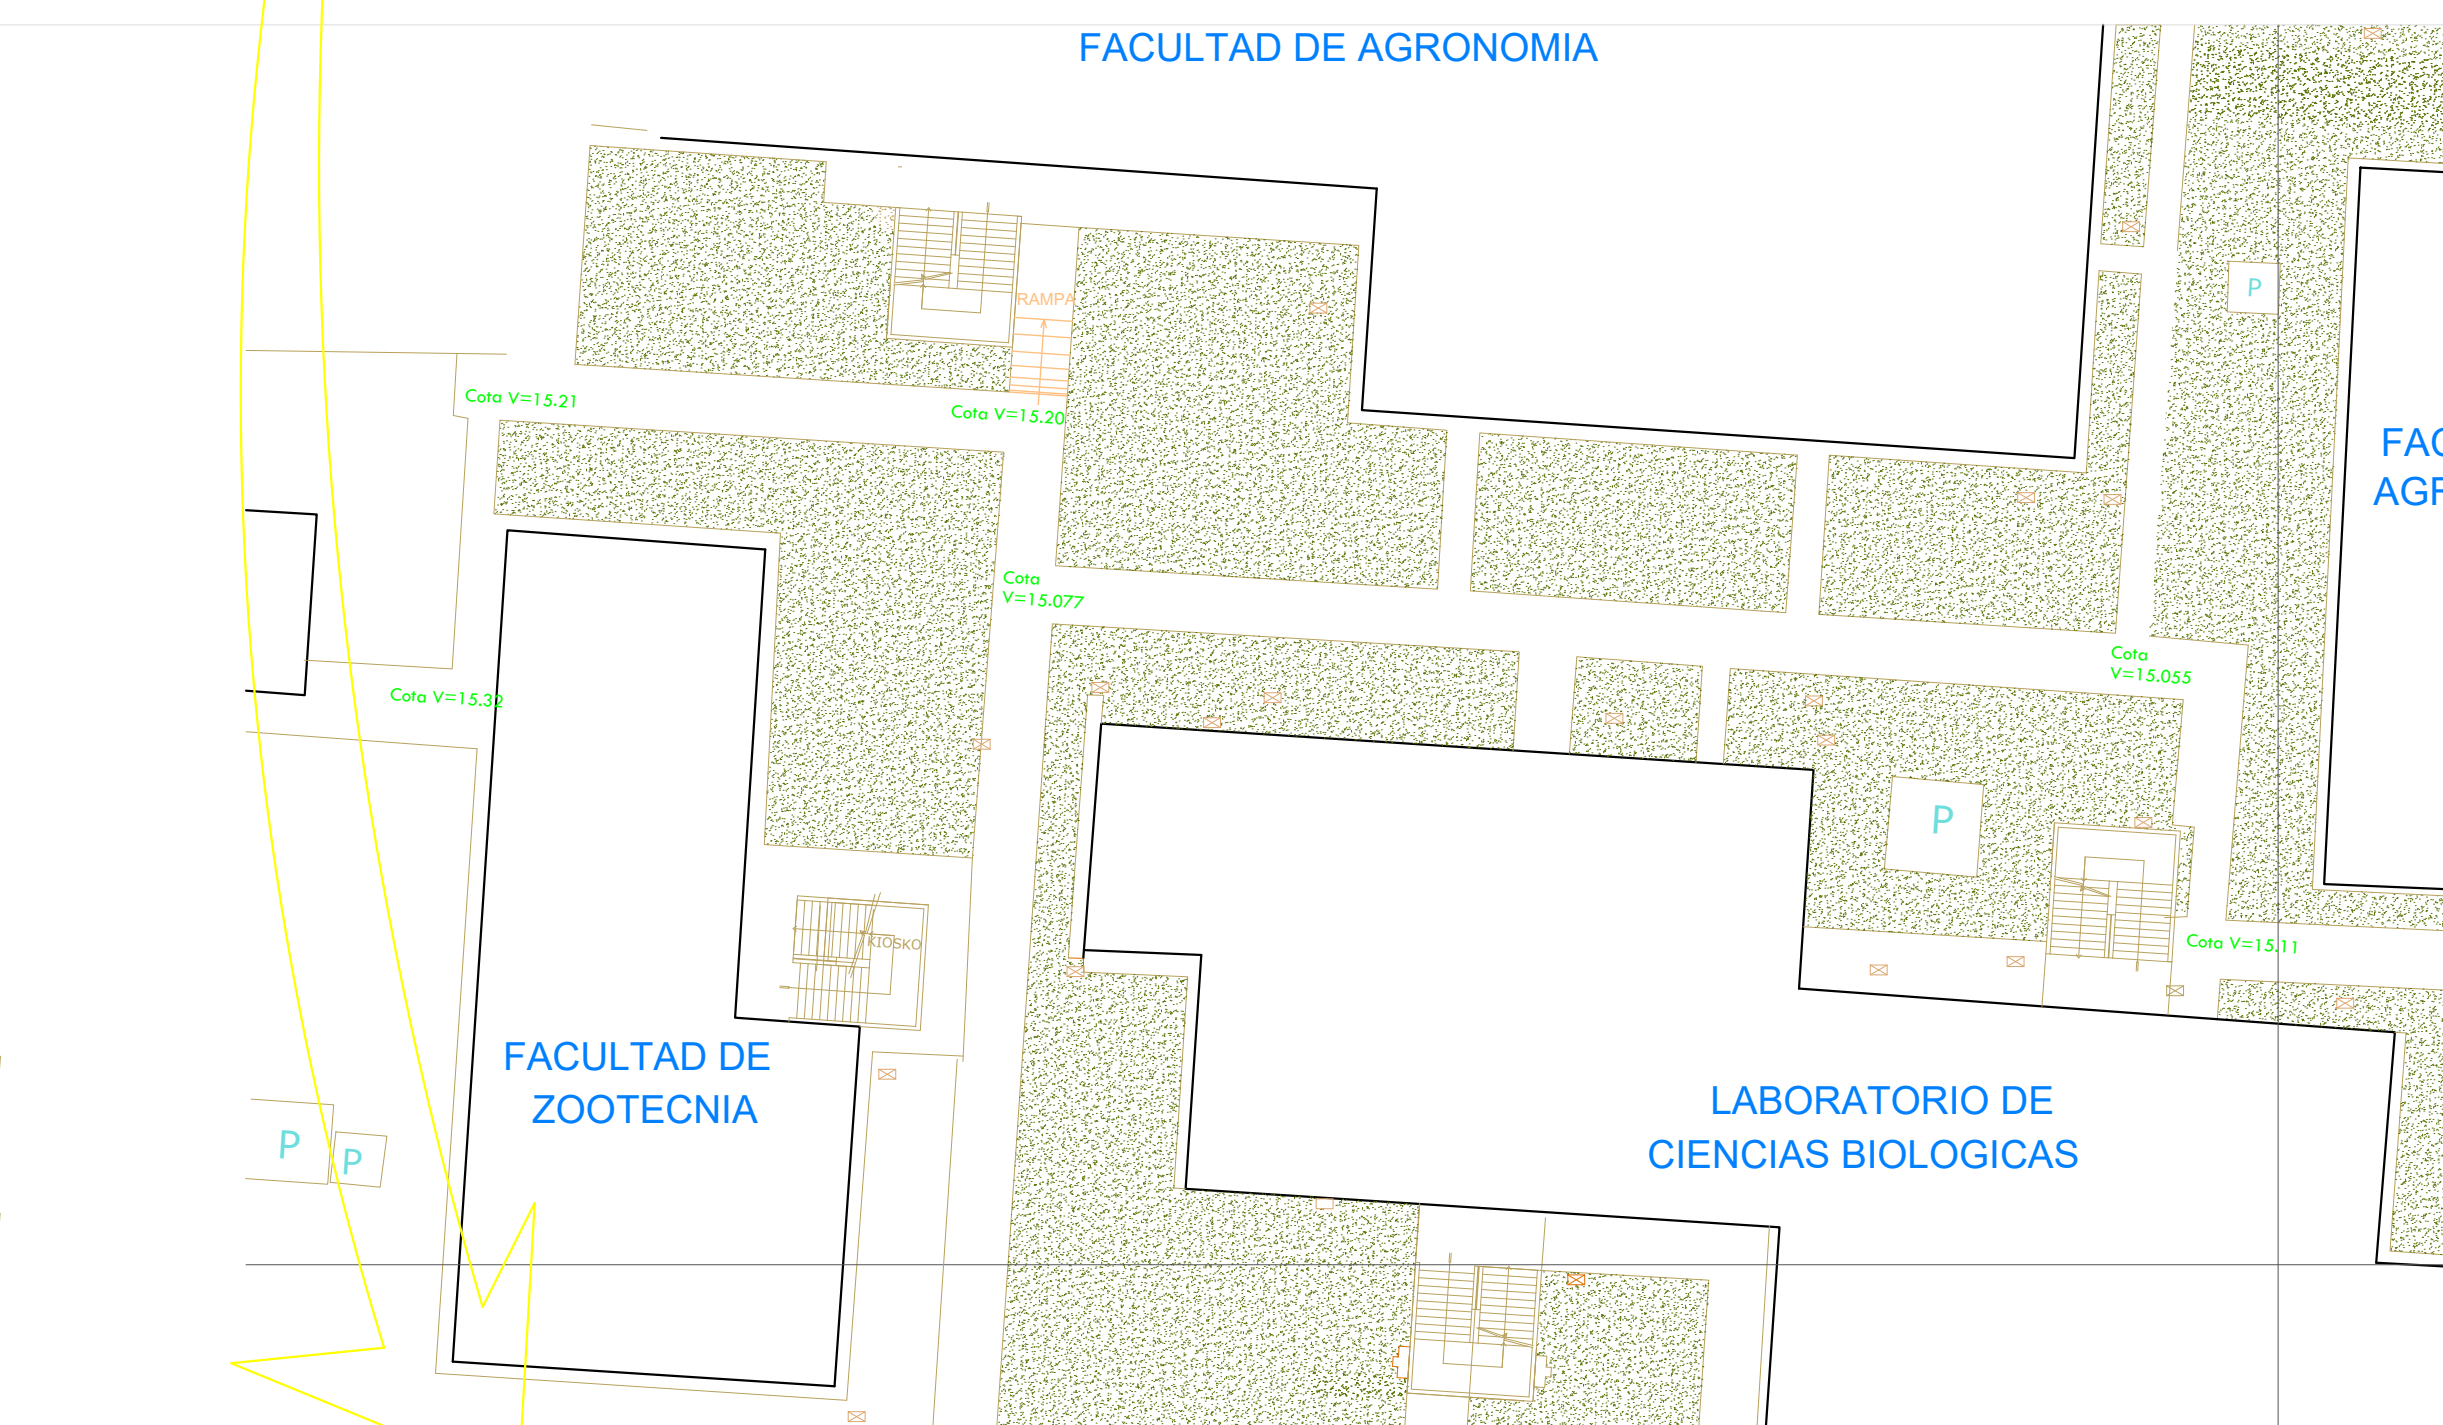 FACULTAD DE AGRONOMIA
P
RAMPA
Cota V=15.21
Cota V=15.20
FAC
AGR
Cota
V=15.077
Cota
V=15.055
Cota V=15.32
P
KIOSKO
Cota V=15.11
FACULTAD DE
ZOOTECNIA
LABORATORIO DE
CIENCIAS BIOLOGICAS
P
P